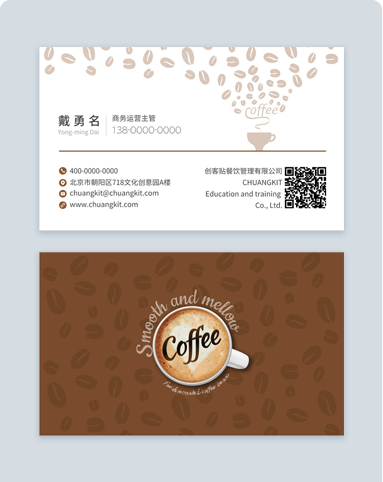 coffee
戴勇名
Yong-ming Dai
商务运营主管
138-0000-0000
400-0000-0000
北京市朝阳区718文化创意园A楼
chuangkit@chuangkit.com
www.chuangkit.com
创客贴餐饮管理有限公司
CHUANGKIT
Education and training
Co., Ltd.
Smooth and mellow
Coffee